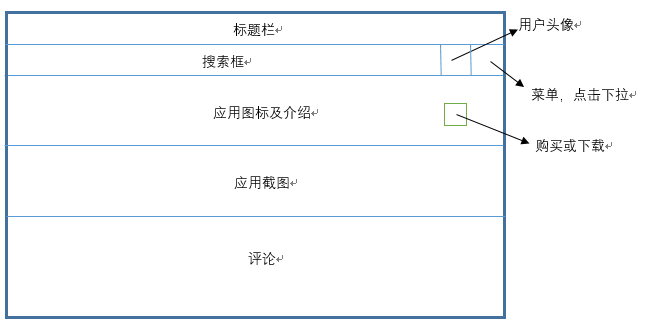 标题栏
用户头像
搜索框
菜单，点击下拉
应用图标及介绍
购买或下载
应用截图
评论